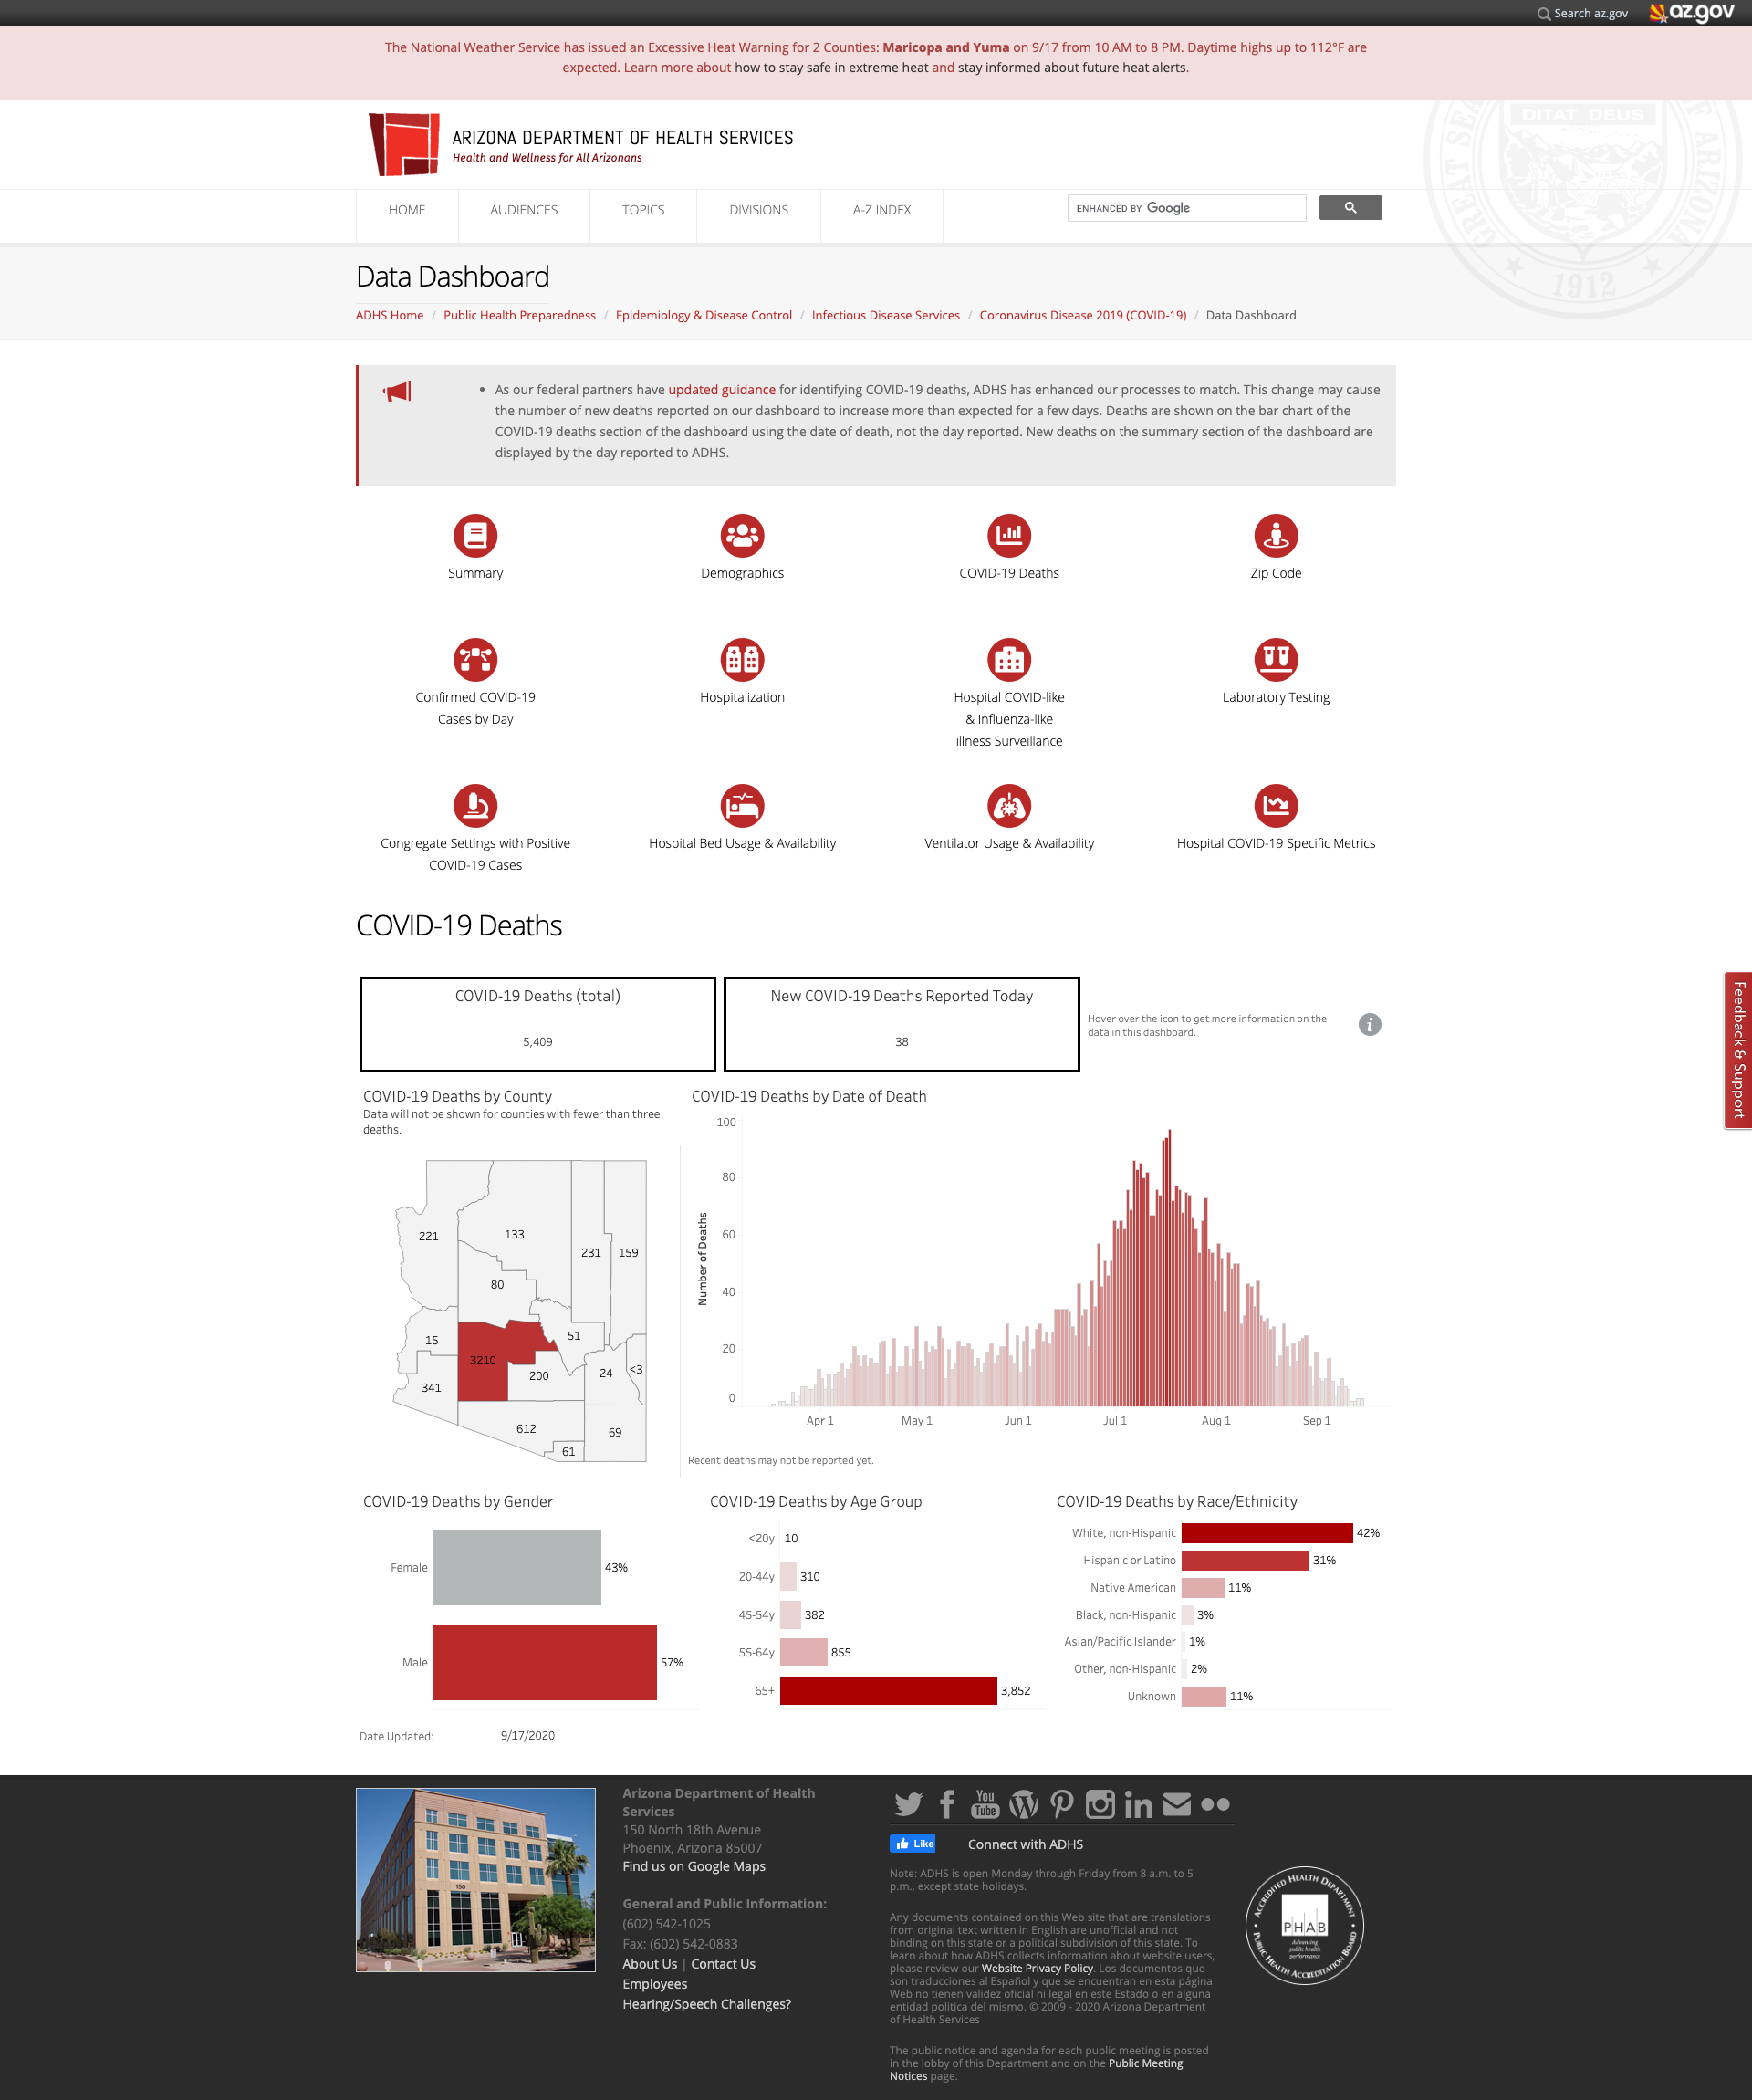 Search az.gov
az.gov
The National Weather Service has issued an Excessive Heat Warning for 2 Counties: Maricopa and Yuma on 9/17 from 10 AM to 8 PM. Daytime highs up to 112°F are
expected. Learn more about how to stay safe in extreme heat and stay informed about future heat alerts.
ARIZONA DEPARTMENT OF HEALTH SERVICES
Health and Wellness for All Arizonans
GREAT SEAL
ARIZONA
DITAT DEUS
1912
HOME
AUDIENCES
TOPICS
DIVISIONS
A-Z INDEX
ENHANCED BY Google
Data Dashboard
ADHS Home / Public Health Preparedness / Epidemiology & Disease Control / Infectious Disease Services / Coronavirus Disease 2019 (COVID-19) / Data Dashboard
• As our federal partners have updated guidance for identifying COVID-19 deaths, ADHS has enhanced our processes to match. This change may cause
the number of new deaths reported on our dashboard to increase more than expected for a few days. Deaths are shown on the bar chart of the
COVID-19 deaths section of the dashboard using the date of death, not the day reported. New deaths on the summary section of the dashboard are
displayed by the day reported to ADHS.
Summary
Demographics
COVID-19 Deaths
Zip Code
Confirmed COVID-19
Cases by Day
Hospitalization
Hospital COVID-like
& Influenza-like
illness Surveillance
Laboratory Testing
Congregate Settings with Positive
COVID-19 Cases
Hospital Bed Usage & Availability
Ventilator Usage & Availability
Hospital COVID-19 Specific Metrics
COVID-19 Deaths
Feedback & Support
COVID-19 Deaths (total)
5,409
New COVID-19 Deaths Reported Today
38
Hover over the icon to get more information on the
data in this dashboard.
i
COVID-19 Deaths by County
Data will not be shown for counties with fewer than three
deaths.
221
133
231
159
80
15
51
3210
200
24
<3
341
612
69
61
COVID-19 Deaths by Date of Death
Number of Deaths
100
80
60
40
20
0
Apr 1
May 1
Jun 1
Jul 1
Aug 1
Sep 1
Recent deaths may not be reported yet.
COVID-19 Deaths by Gender
Female 43%
Male 57%
COVID-19 Deaths by Age Group
<20y 10
20-44y 310
45-54y 382
55-64y 855
65+ 3,852
COVID-19 Deaths by Race/Ethnicity
White, non-Hispanic 42%
Hispanic or Latino 31%
Native American 11%
Black, non-Hispanic 3%
Asian/Pacific Islander 1%
Other, non-Hispanic 2%
Unknown 11%
Date Updated: 9/17/2020
150
Arizona Department of Health
Services
150 North 18th Avenue
Phoenix, Arizona 85007
Find us on Google Maps
General and Public Information:
(602) 542-1025
Fax: (602) 542-0883
About Us | Contact Us
Employees
Hearing/Speech Challenges?
You Tube
Like
Connect with ADHS
Note: ADHS is open Monday through Friday from 8 a.m. to 5
p.m., except state holidays.
Any documents contained on this Web site that are translations
from original text written in English are unofficial and not
binding on this state or a political subdivision of this state. To
learn about how ADHS collects information about website users,
please review our Website Privacy Policy. Los documentos que
son traducciones al Español y que se encuentran en esta página
Web no tienen validez oficial ni legal en este Estado o en alguna
entidad política del mismo. © 2009 - 2020 Arizona Department
of Health Services
The public notice and agenda for each public meeting is posted
in the lobby of this Department and on the Public Meeting
Notices page.
ACCREDITED HEALTH DEPARTMENT
PHAB
Advancing
public health
performance
PUBLIC HEALTH ACCREDITATION BOARD